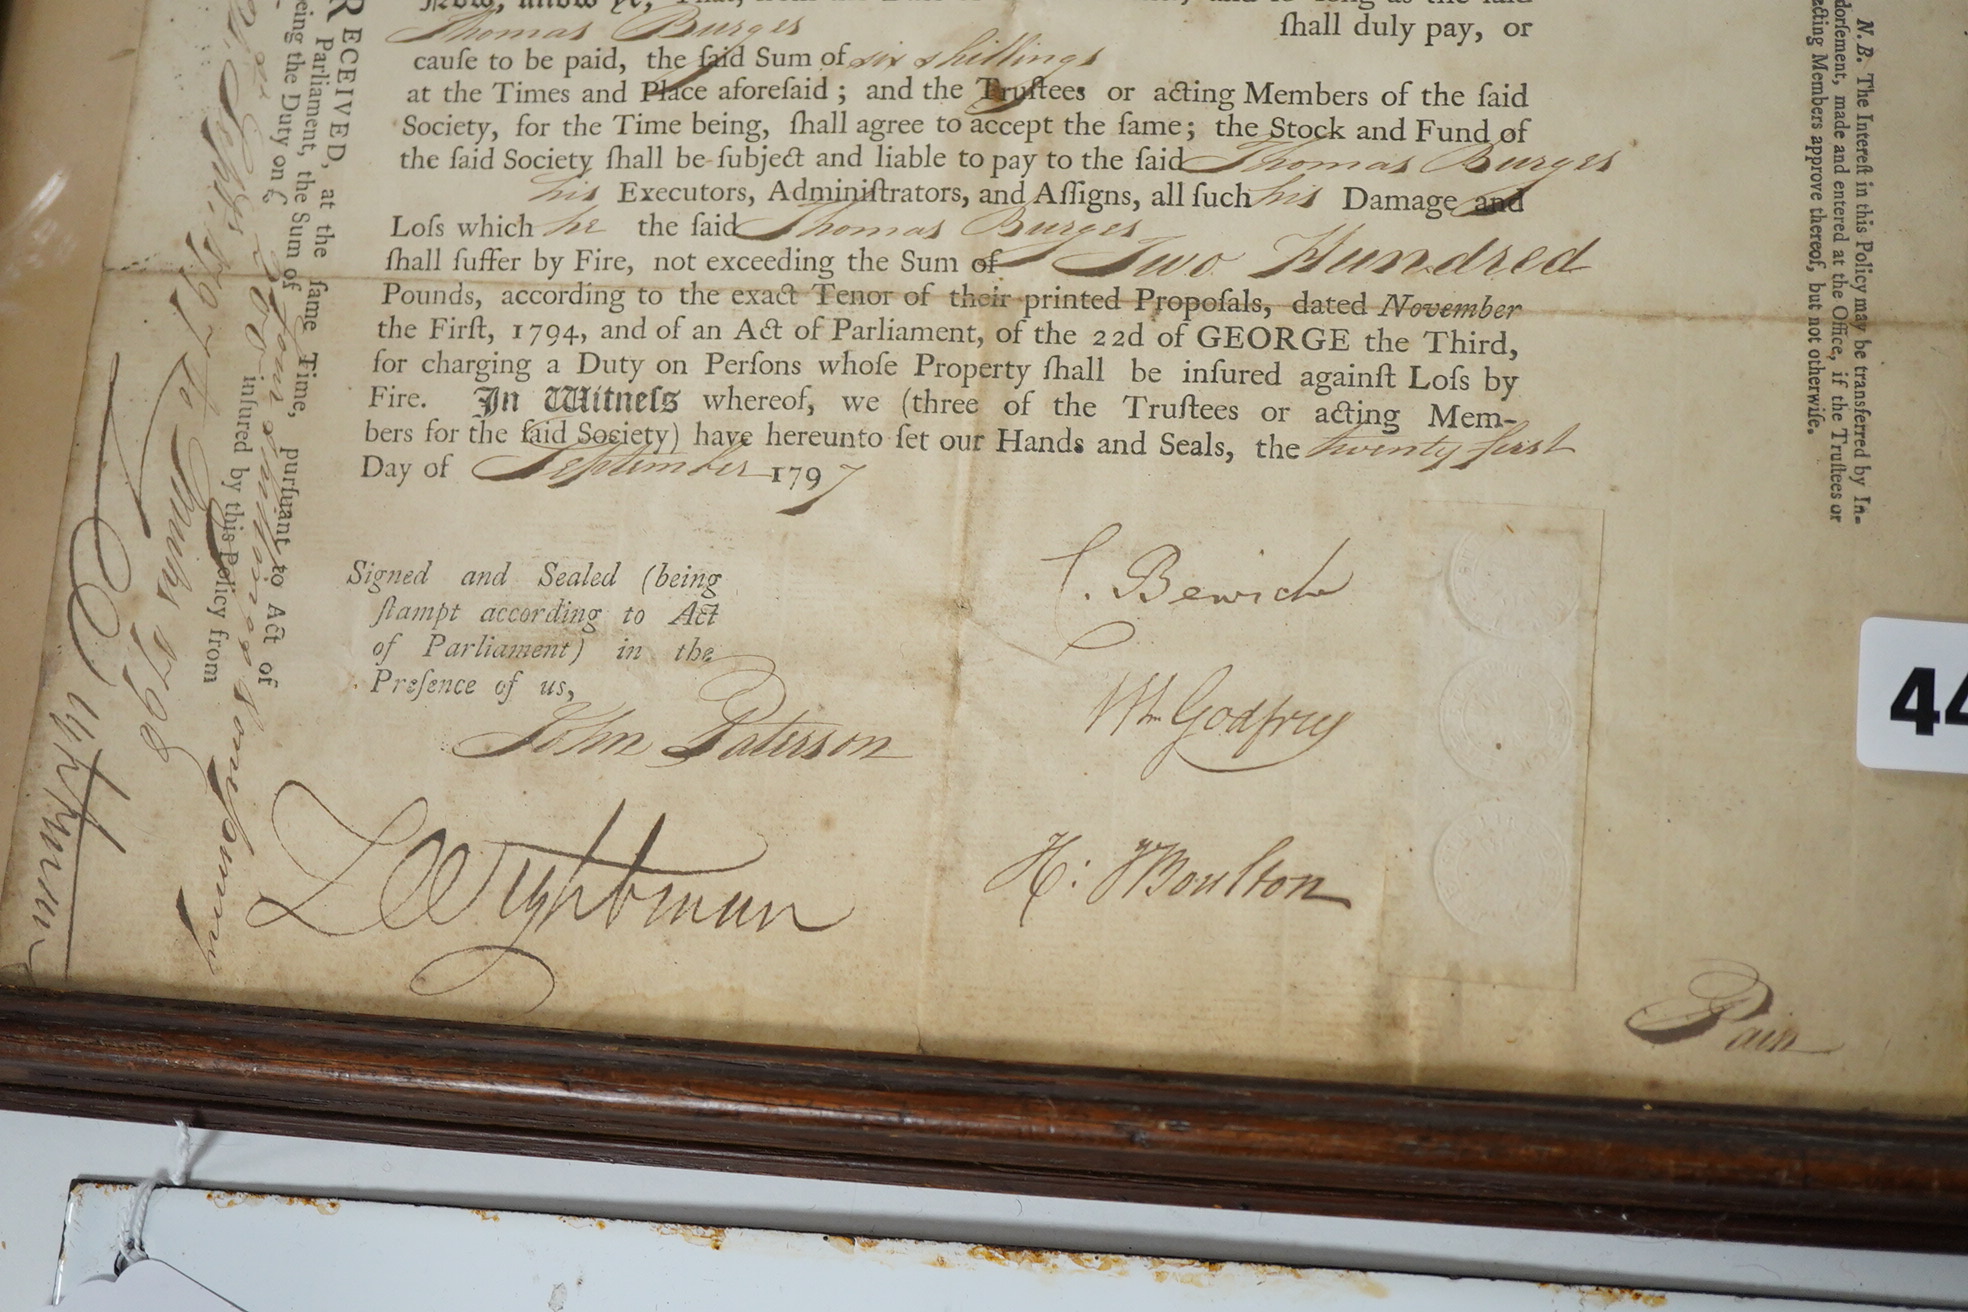 Thomas Burges shall duly pay, or
cauſe to be paid, the ſaid Sum of six shillings
at the Times and Place aforeſaid; and the Truſtees or acting Members of the ſaid
Society, for the Time being, ſhall agree to accept the ſame; the Stock and Fund of
the ſaid Society ſhall be ſubject and liable to pay to the ſaid Thomas Burges
his Executors, Adminiſtrators, and Aſſigns, all ſuch his Damage and
Loſs which he the ſaid Thomas Burges
ſhall ſuffer by Fire, not exceeding the Sum of Two Hundred
Pounds, according to the exact Tenor of their printed Propoſals, dated November
the Firſt, 1794, and of an Act of Parliament, of the 22d of GEORGE the Third,
for charging a Duty on Perſons whoſe Property ſhall be inſured againſt Loſs by
Fire. In Witneſs whereof, we (three of the Truſtees or acting Mem-
bers for the ſaid Society) have hereunto ſet our Hands and Seals, the twenty first
Day of September 1797
Signed and Sealed (being
ſtampt according to Act
of Parliament) in the
Preſence of us,
John Paterson
L Wightman
C. Bewicke
Wm Godfrey
H: Moulton
Pain
RECEIVED, at the ſame Time, purſuant to Act of
Parliament, the Sum of
eing the Duty on £ 200 inſured by this Policy from
1797 to 1798
L Wightman
N. B. The Intereſt in this Policy may be transferred by In-
dorſement, made and entered at the Office, if the Truſtees or
acting Members approve thereof, but not otherwiſe.
44